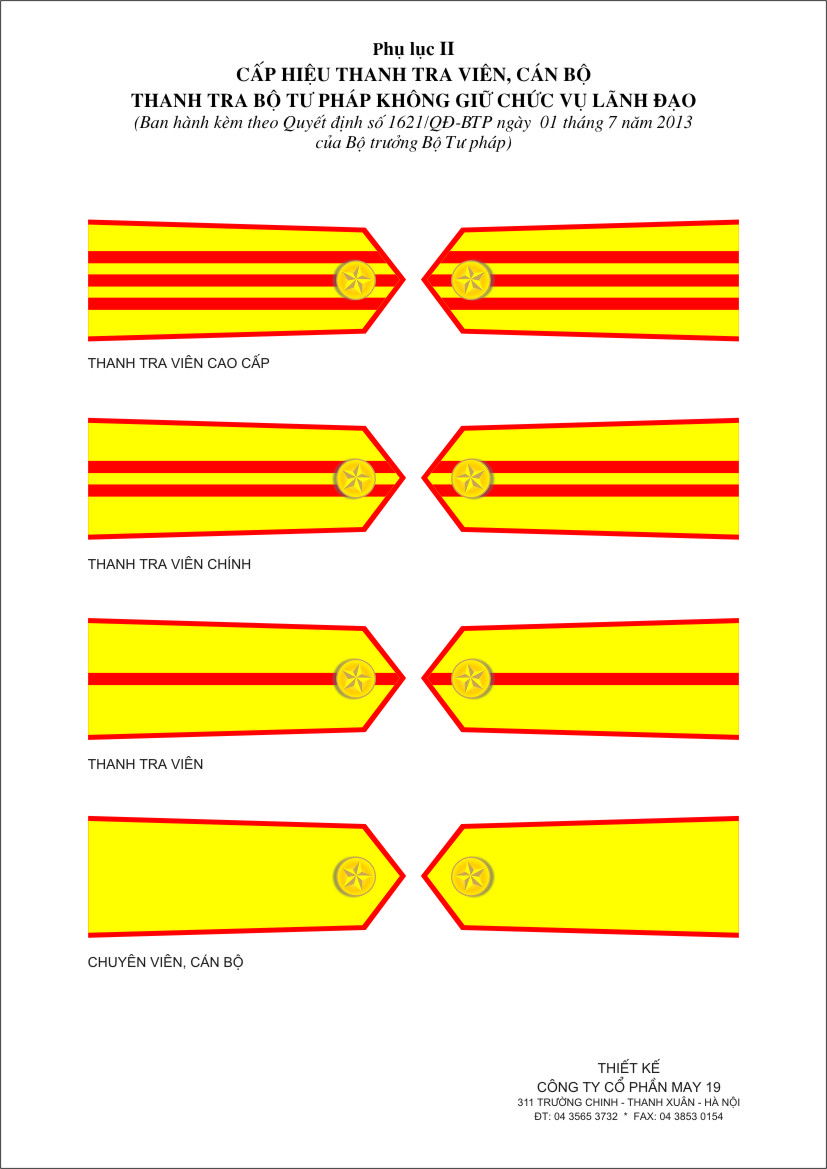 Phụ lục II
CẤP HIỆU THANH TRA VIÊN, CÁN BỘ
THANH TRA BỘ TƯ PHÁP KHÔNG GIỮ CHỨC VỤ LÃNH ĐẠO
(Ban hành kèm theo Quyết định số 1621/QĐ-BTP ngày 01 tháng 7 năm 2013
của Bộ trưởng Bộ Tư pháp)
THANH TRA VIÊN CAO CẤP
THANH TRA VIÊN CHÍNH
THANH TRA VIÊN
CHUYÊN VIÊN, CÁN BỘ
THIẾT KẾ
CÔNG TY CỔ PHẦN MAY 19
311 TRƯỜNG CHINH - THANH XUÂN - HÀ NỘI
ĐT: 04 3565 3732 * FAX: 04 3853 0154